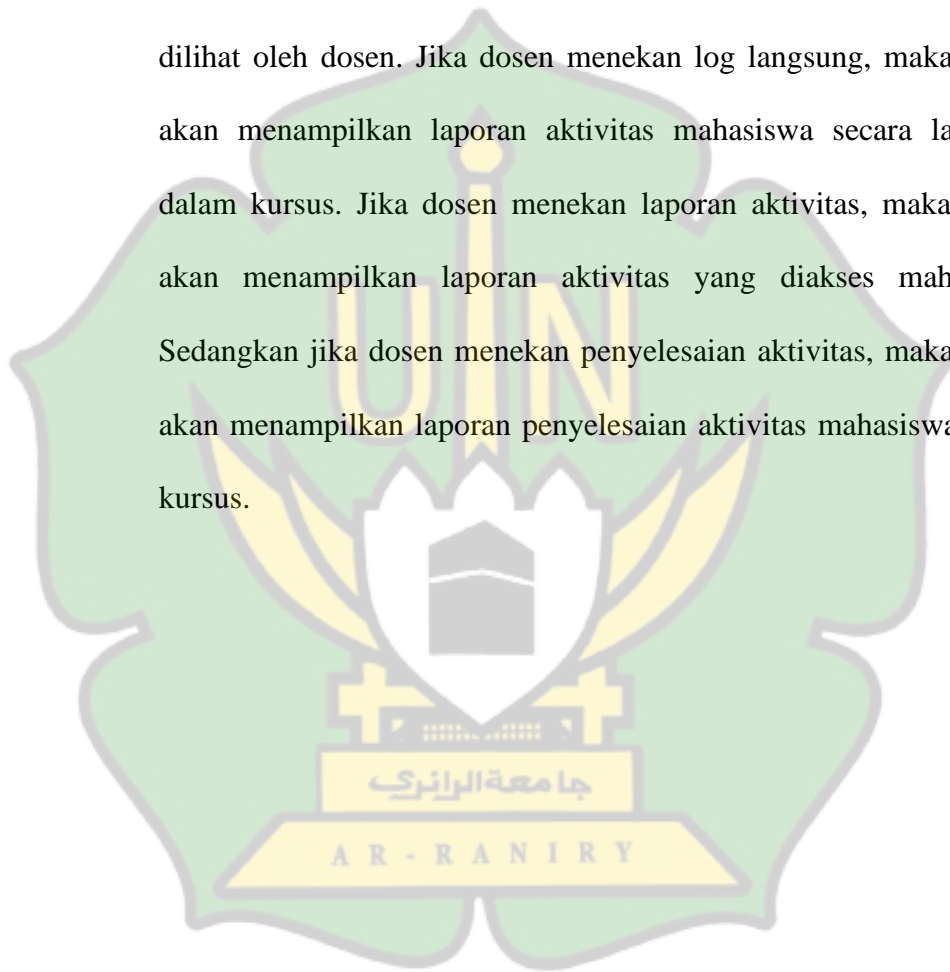 dilihat oleh dosen. Jika dosen menekan log langsung, maka
akan menampilkan laporan aktivitas mahasiswa secara la
dalam kursus. Jika dosen menekan laporan aktivitas, maka
akan menampilkan laporan aktivitas yang diakses mah
Sedangkan jika dosen menekan penyelesaian aktivitas, maka
akan menampilkan laporan penyelesaian aktivitas mahasiswa
kursus.
UIN
جامعة الرانري
AR-RANIRY